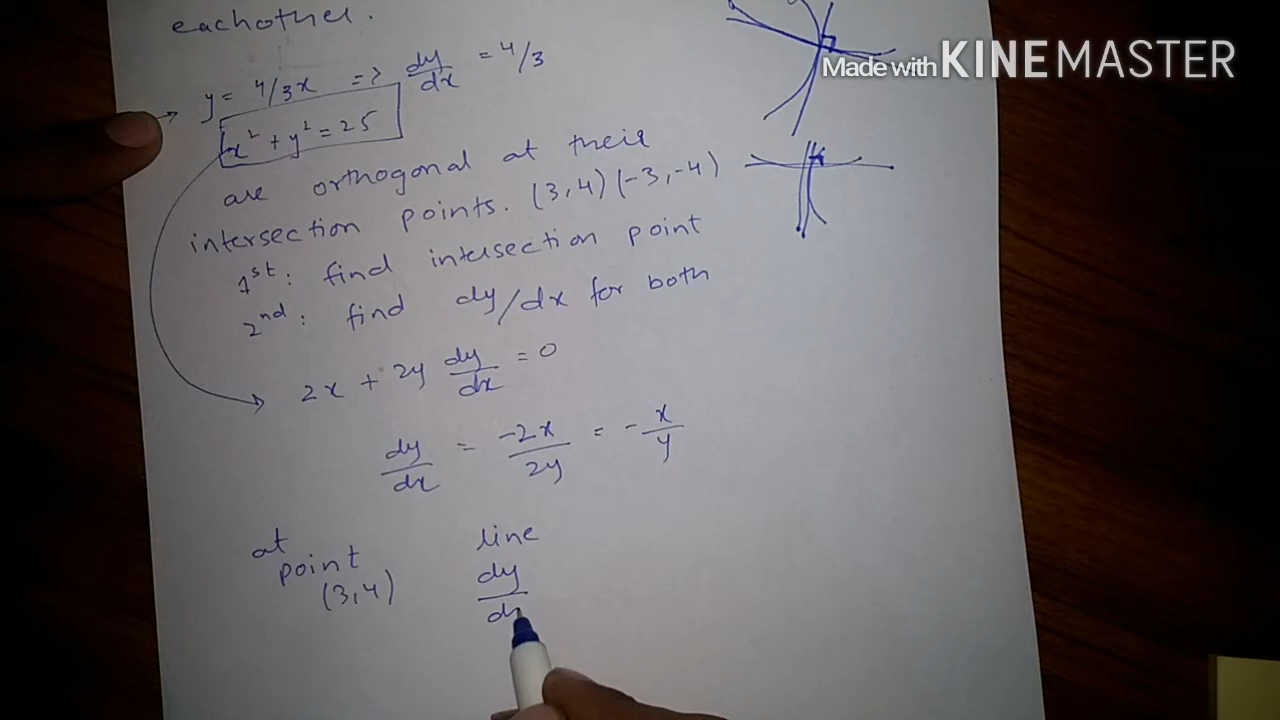 eachother.
Made with KINEMASTER
y = 4/3x => dy/dx = 4/3
x² + y² = 25
are orthogonal at their
intersection points. (3,4) (-3,-4)
1st: find intersection point
2nd: find dy/dx for both
2x + 2y dy/dx = 0
dy/dx = -2x/2y = -x/y
at point (3,4)
line
dy/dx